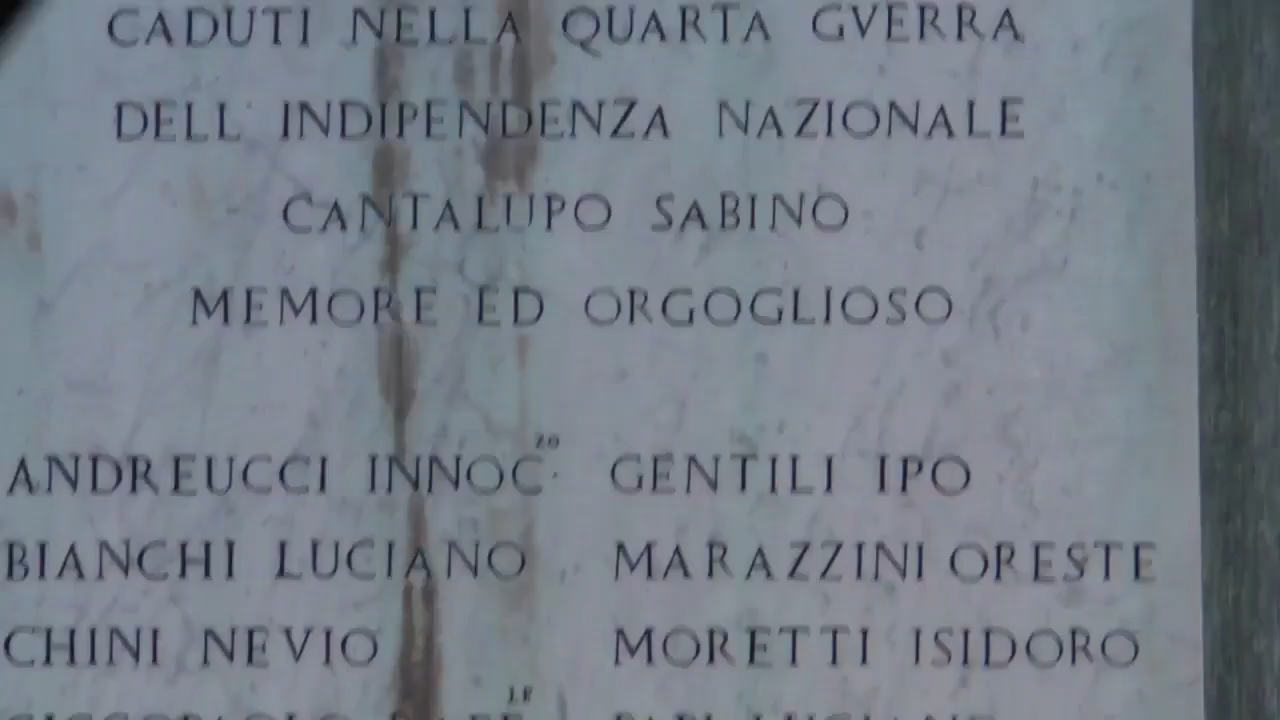 CADUTI NELLA QUARTA GVERRA
DELL' INDIPENDENZA NAZIONALE
CANTALUPO SABINO
MEMORE ED ORGOGLIOSO
ANDREUCCI INNOC.ZO GENTILI IPO
BIANCHI LUCIANO MARAZZINI ORESTE
CHINI NEVIO MORETTI ISIDORO